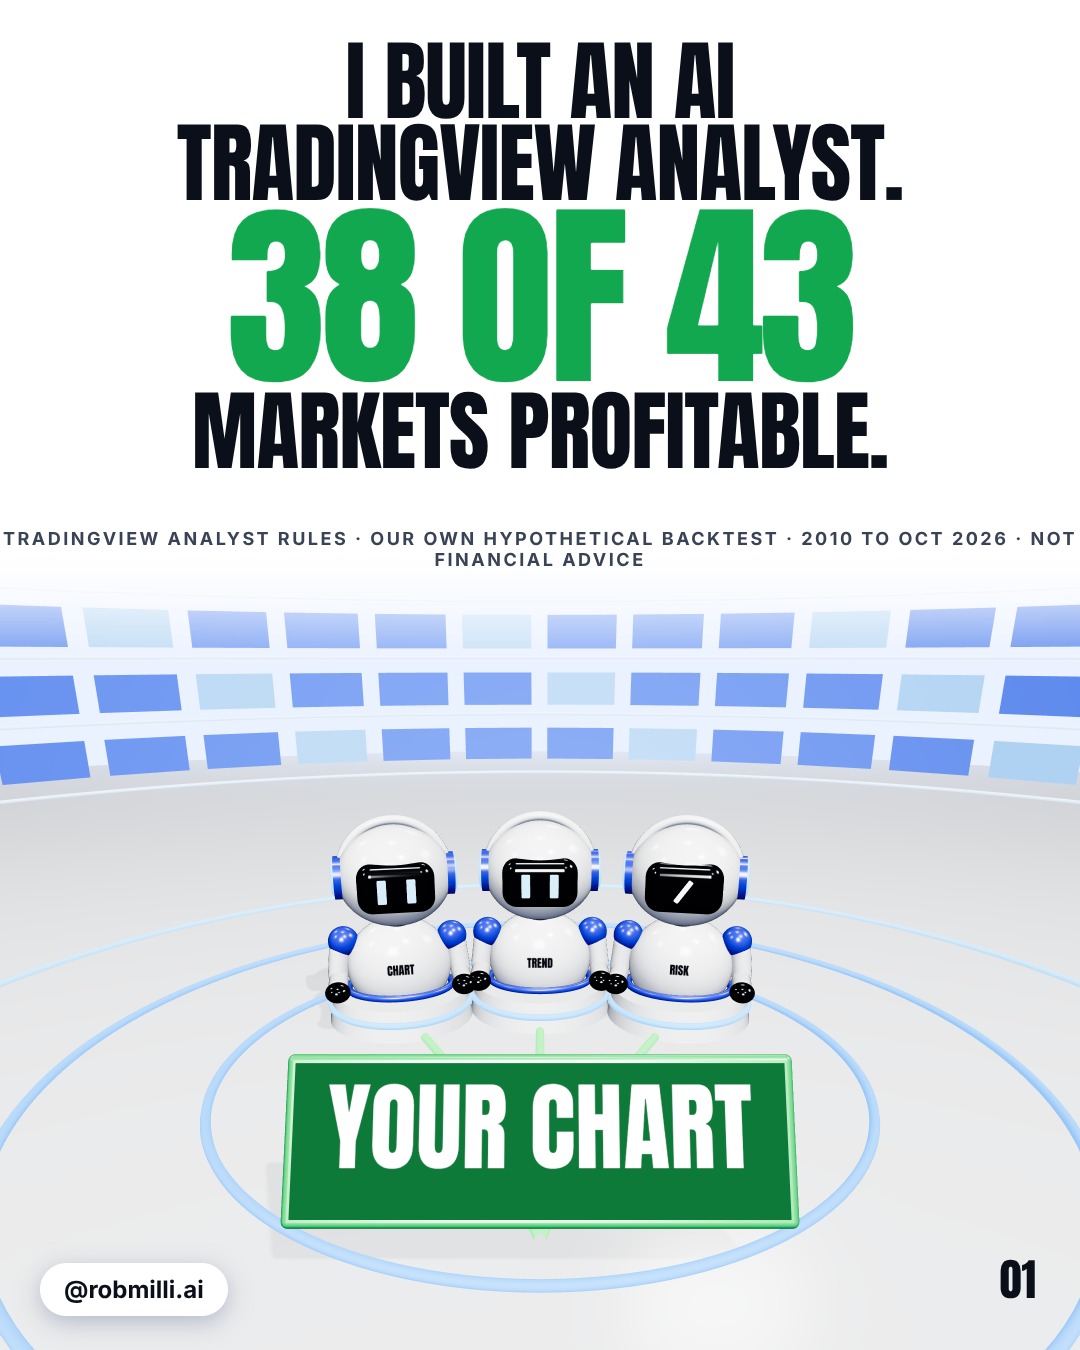 I BUILT AN AI
TRADINGVIEW ANALYST.
38 OF 43
MARKETS PROFITABLE.
TRADINGVIEW ANALYST RULES · OUR OWN HYPOTHETICAL BACKTEST · 2010 TO OCT 2026 · NOT
FINANCIAL ADVICE
CHART
TREND
RISK
YOUR CHART
@robmilli.ai
01